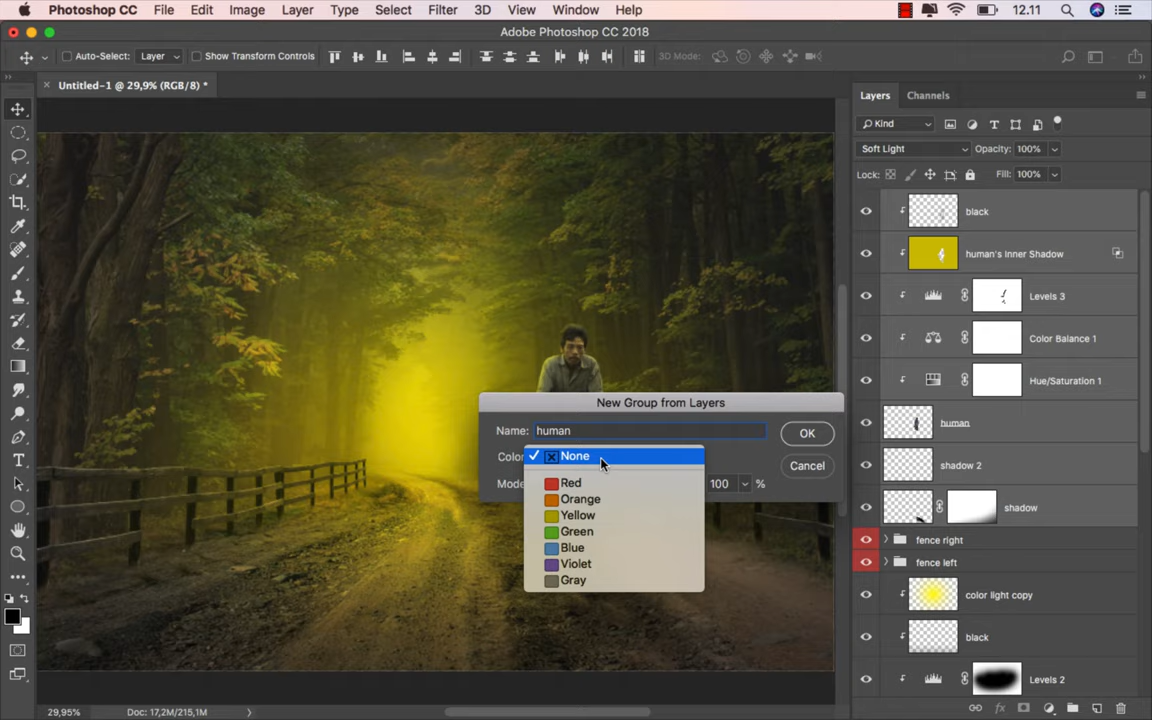 Photoshop CC File Edit Image Layer Type Select Filter 3D View Window Help 12.11
Adobe Photoshop CC 2018
Auto-Select: Layer Show Transform Controls 3D Mode:
Untitled-1 @ 29,9% (RGB/8) *
Layers Channels
Kind
Soft Light Opacity: 100%
Lock: Fill: 100%
black
human's Inner Shadow
Levels 3
Color Balance 1
Hue/Saturation 1
human
shadow 2
shadow
fence right
fence left
color light copy
black
Levels 2
New Group from Layers
Name: human OK
Color None Cancel
Mode 100 %
Red
Orange
Yellow
Green
Blue
Violet
Gray
29,95% Doc: 17,2M/215,1M